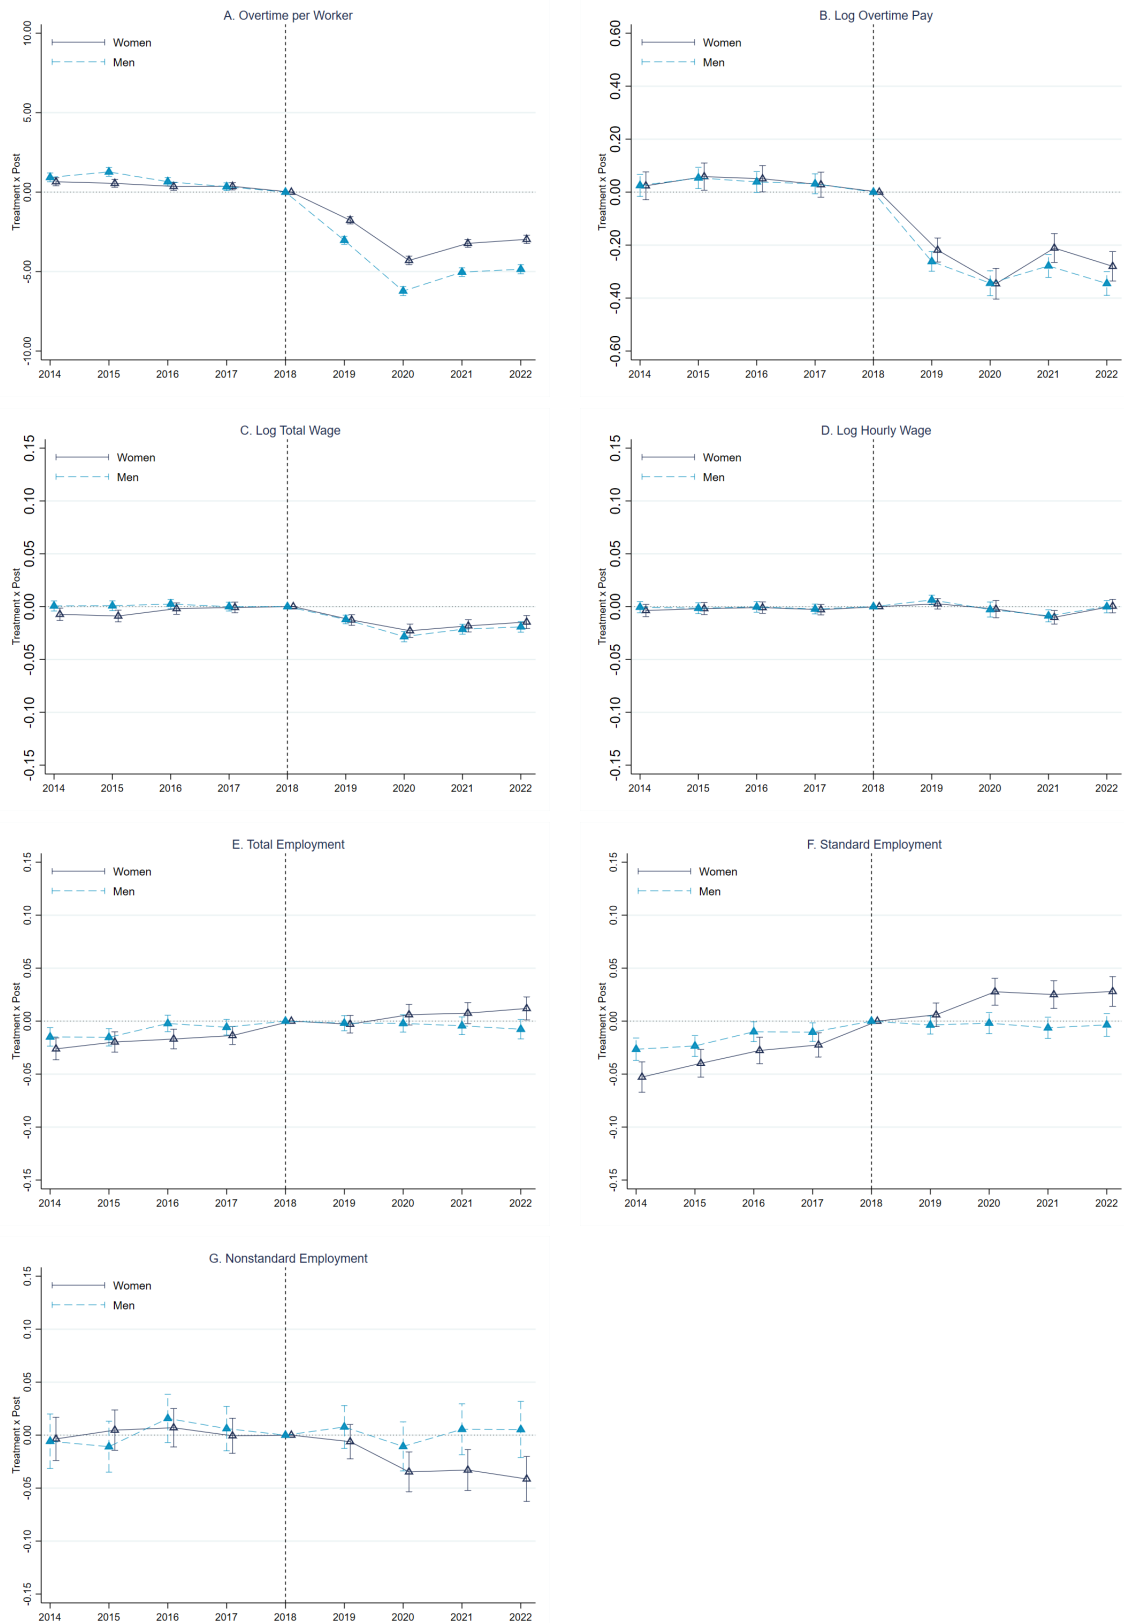 A. Overtime per Worker
Women
Men
Treatment x Post
10.00
5.00
0.00
-5.00
-10.00
2014 2015 2016 2017 2018 2019 2020 2021 2022
B. Log Overtime Pay
Women
Men
Treatment x Post
0.60
0.40
0.20
0.00
-0.20
-0.40
-0.60
2014 2015 2016 2017 2018 2019 2020 2021 2022
C. Log Total Wage
Women
Men
Treatment x Post
0.15
0.10
0.05
0.00
-0.05
-0.10
-0.15
2014 2015 2016 2017 2018 2019 2020 2021 2022
D. Log Hourly Wage
Women
Men
Treatment x Post
0.15
0.10
0.05
0.00
-0.05
-0.10
-0.15
2014 2015 2016 2017 2018 2019 2020 2021 2022
E. Total Employment
Women
Men
Treatment x Post
0.15
0.10
0.05
0.00
-0.05
-0.10
-0.15
2014 2015 2016 2017 2018 2019 2020 2021 2022
F. Standard Employment
Women
Men
Treatment x Post
0.15
0.10
0.05
0.00
-0.05
-0.10
-0.15
2014 2015 2016 2017 2018 2019 2020 2021 2022
G. Nonstandard Employment
Women
Men
Treatment x Post
0.15
0.10
0.05
0.00
-0.05
-0.10
-0.15
2014 2015 2016 2017 2018 2019 2020 2021 2022